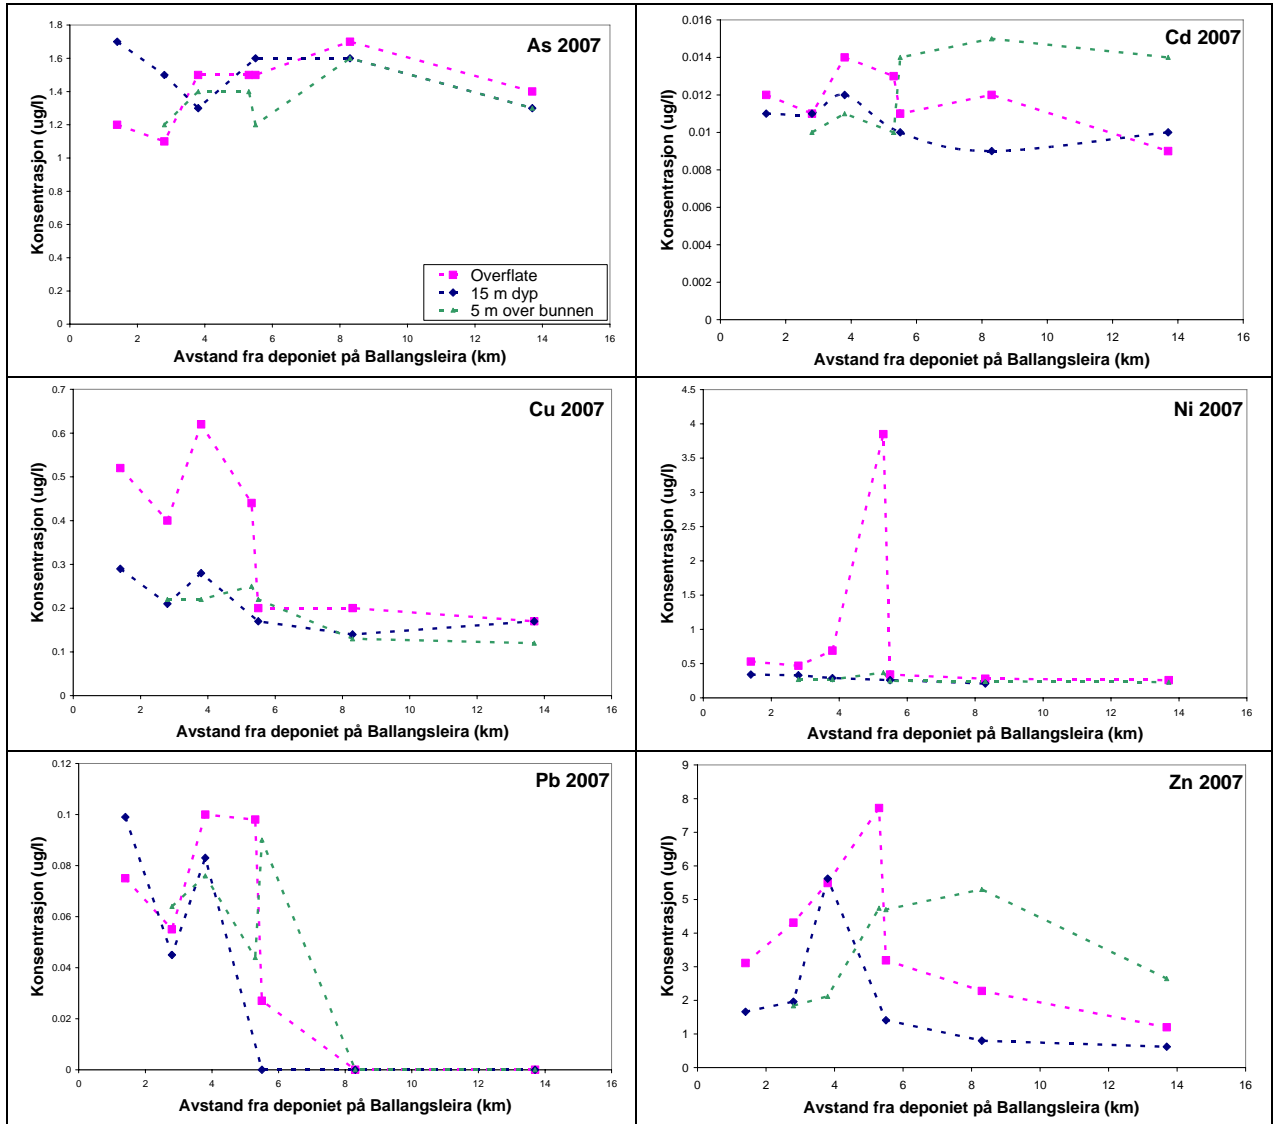 As 2007
Konsentrasjon (ug/l)
1.8
1.6
1.4
1.2
1
0.8
0.6
0.4
0.2
0
0 2 4 6 8 10 12 14 16
Avstand fra deponiet på Ballangsleira (km)
Overflate
15 m dyp
5 m over bunnen
Cd 2007
Konsentrasjon (ug/l)
0.016
0.014
0.012
0.01
0.008
0.006
0.004
0.002
0
0 2 4 6 8 10 12 14 16
Avstand fra deponiet på Ballangsleira (km)
Cu 2007
Konsentrasjon (ug/l)
0.7
0.6
0.5
0.4
0.3
0.2
0.1
0
0 2 4 6 8 10 12 14 16
Avstand fra deponiet på Ballangsleira (km)
Ni 2007
Konsentrasjon (ug/l)
4.5
4
3.5
3
2.5
2
1.5
1
0.5
0
0 2 4 6 8 10 12 14 16
Avstand fra deponiet på Ballangsleira (km)
Pb 2007
Konsentrasjon (ug/l)
0.12
0.1
0.08
0.06
0.04
0.02
0
0 2 4 6 8 10 12 14 16
Avstand fra deponiet på Ballangsleira (km)
Zn 2007
Konsentrasjon (ug/l)
9
8
7
6
5
4
3
2
1
0
0 2 4 6 8 10 12 14 16
Avstand fra deponiet på Ballangsleira (km)